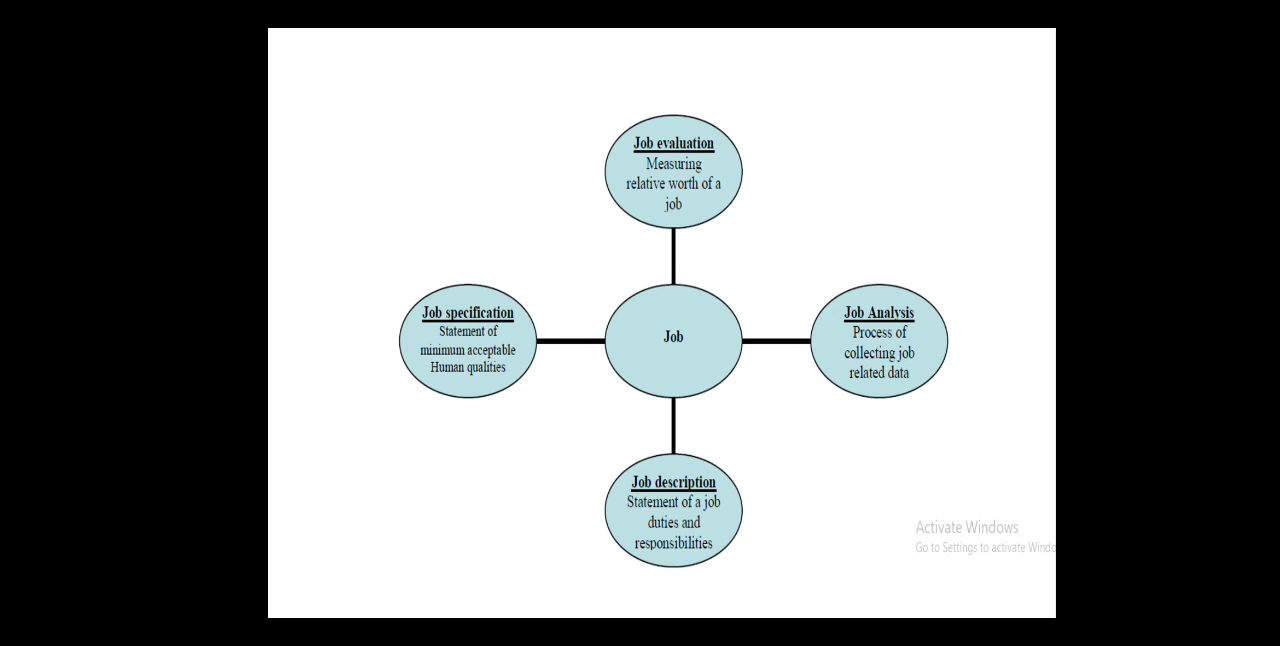 Job evaluation
Measuring
relative worth of a
job
Job specification
Statement of
minimum acceptable
Human qualities
Job
Job Analysis
Process of
collecting job
related data
Job description
Statement of a job
duties and
responsibilities
Activate Windows
Go to Settings to activate Windo